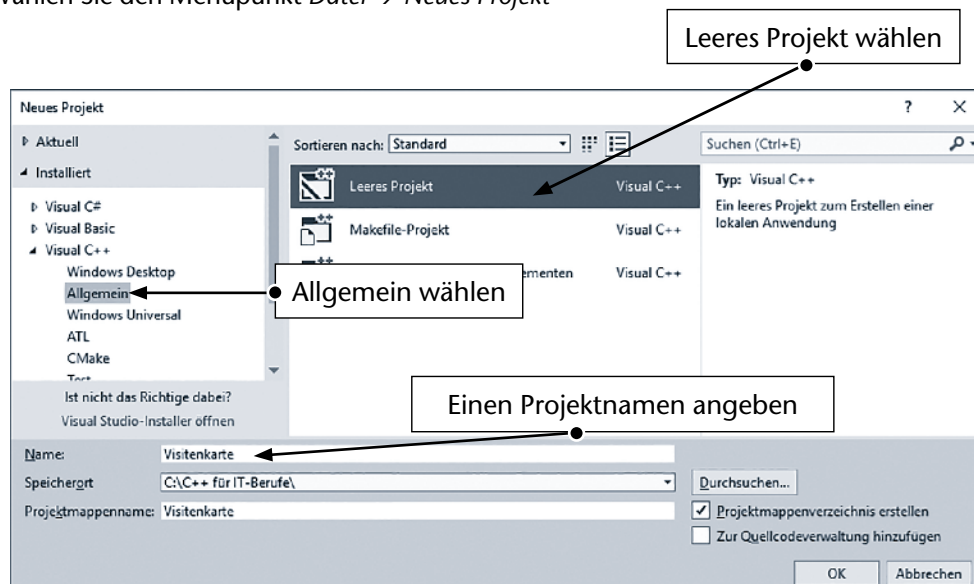 Wählen Sie den Menüpunkt Datei → Neues Projekt
Leeres Projekt wählen
Neues Projekt ? ×
Aktuell
Installiert
Visual C#
Visual Basic
Visual C++
Windows Desktop
Allgemein
Windows Universal
ATL
CMake
Test
Ist nicht das Richtige dabei?
Visual Studio-Installer öffnen
Sortieren nach: Standard
Leeres Projekt Visual C++
Makefile-Projekt Visual C++
ementen Visual C++
Allgemein wählen
Suchen (Ctrl+E)
Typ: Visual C++
Ein leeres Projekt zum Erstellen einer
lokalen Anwendung
Einen Projektnamen angeben
Name: Visitenkarte
Speicherort C:\C++ für IT-Berufe\
Durchsuchen...
Projektmappenname: Visitenkarte
Projektmappenverzeichnis erstellen
Zur Quellcodeverwaltung hinzufügen
OK Abbrechen